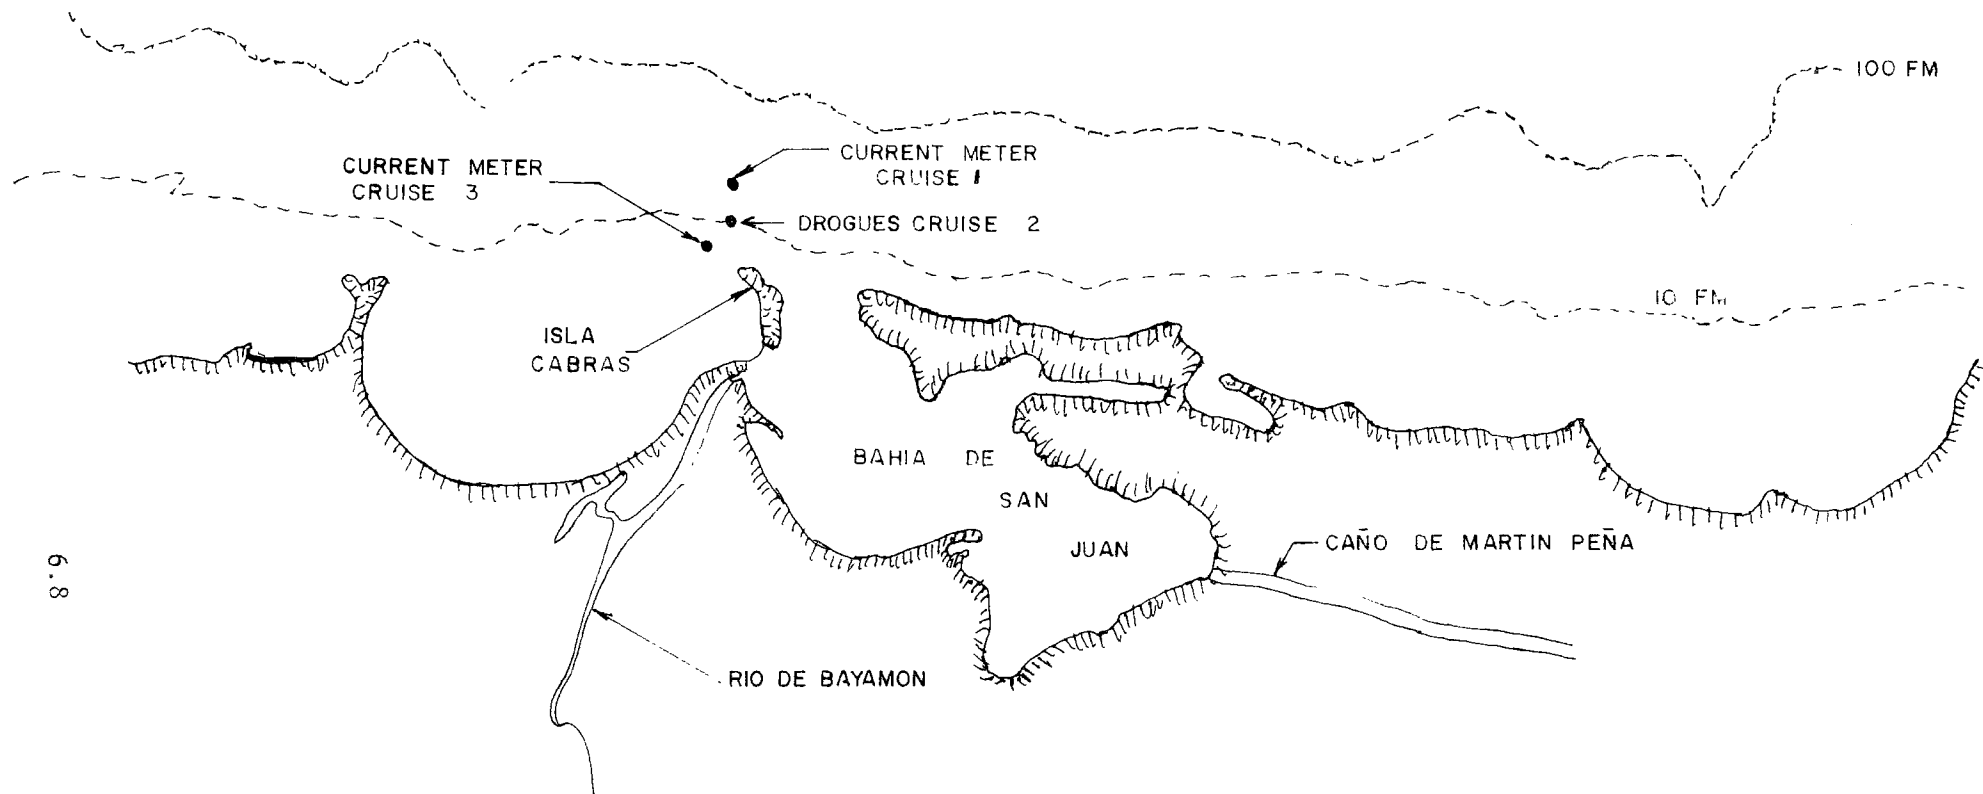 100 FM
CURRENT METER
CRUISE 1
CURRENT METER
CRUISE 3
DROGUES CRUISE 2
10 FM
ISLA
CABRAS
BAHIA DE
SAN
JUAN
CAÑO DE MARTIN PEÑA
RIO DE BAYAMON
6.8